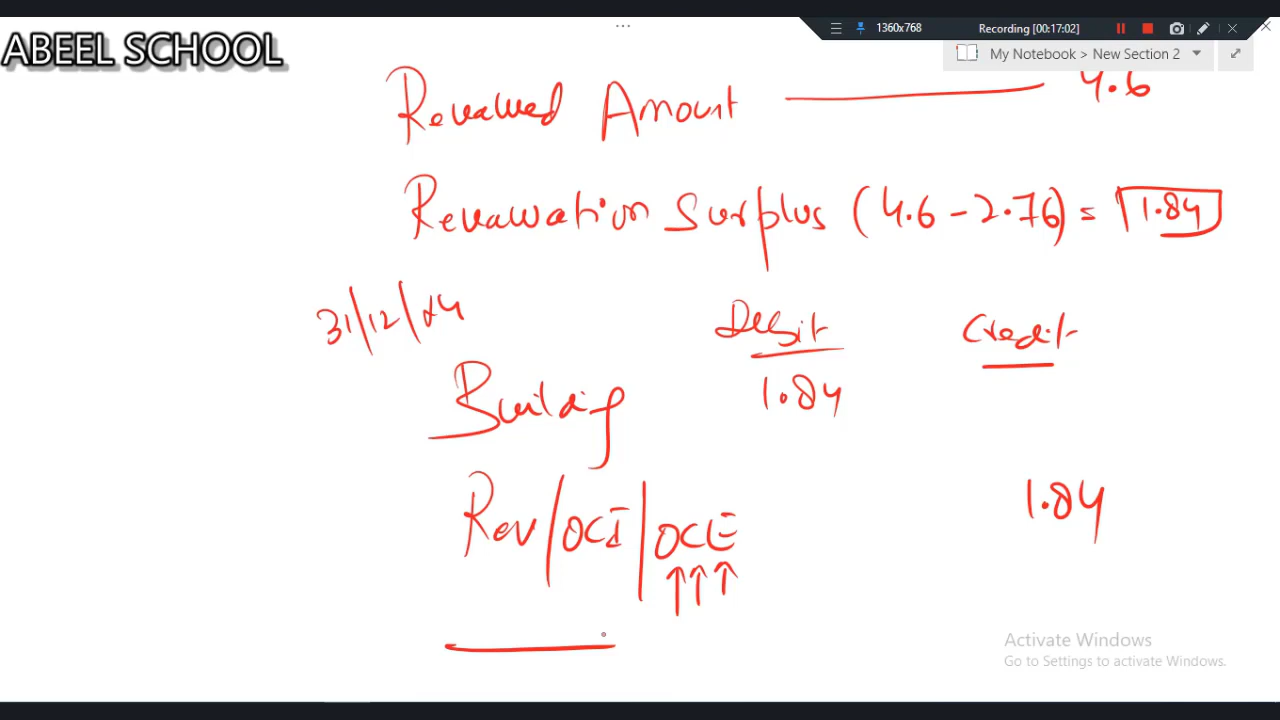 ABEEL SCHOOL
1360x768
Recording [00:17:02]
My Notebook > New Section 2
Revalued Amount 4.6
Revaluation Surplus (4.6 - 2.76) = 1.84
31/12/24
Debit Credit
Building 1.84
Rev/OCI/OCE 1.84
Activate Windows
Go to Settings to activate Windows.